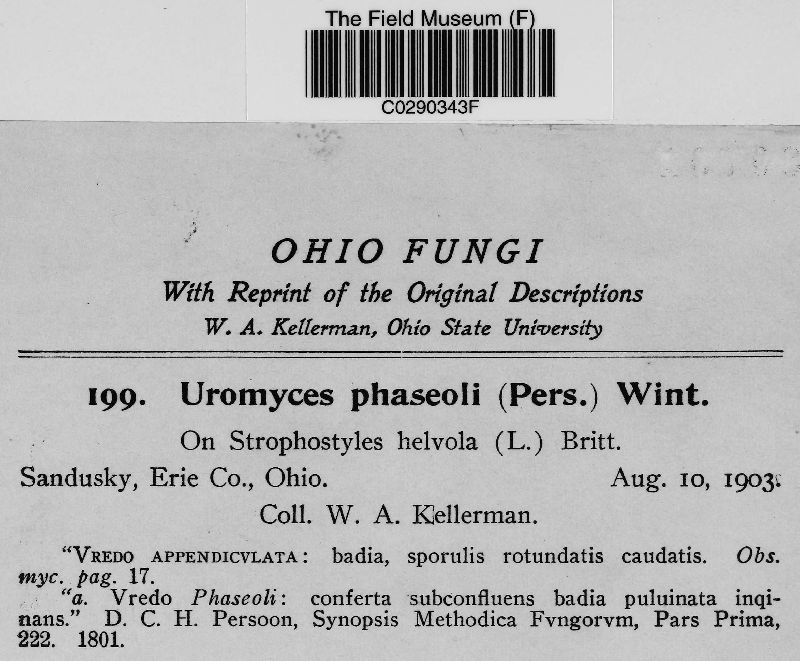 The Field Museum (F)
C0290343F
OHIO FUNGI
With Reprint of the Original Descriptions
W. A. Kellerman, Ohio State University
199. Uromyces phaseoli (Pers.) Wint.
On Strophostyles helvola (L.) Britt.
Sandusky, Erie Co., Ohio. Aug. 10, 1903.
Coll. W. A. Kellerman.
"VREDO APPENDICVLATA: badia, sporulis rotundatis caudatis. Obs.
myc. pag. 17.
"a. Vredo Phaseoli: conferta subconfluens badia puluinata inqi-
nans." D. C. H. Persoon, Synopsis Methodica Fvngorvm, Pars Prima,
222. 1801.